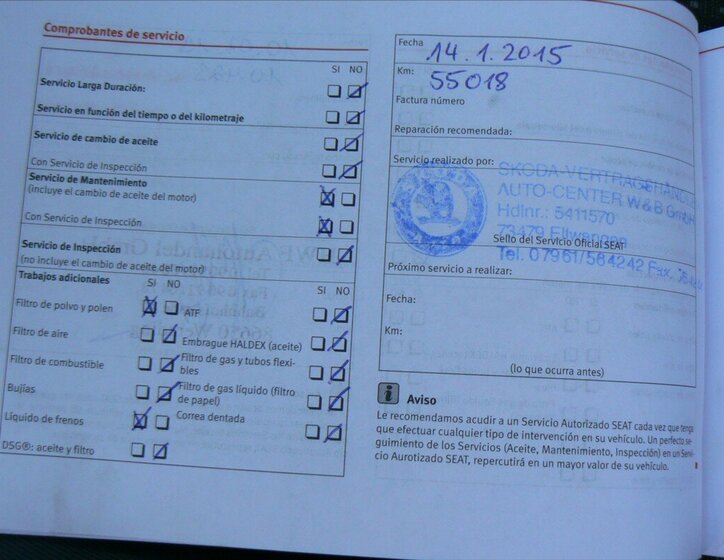 Comprobantes de servicio
SI NO
Servicio Larga Duración:
Servicio en función del tiempo o del kilometraje
Servicio de cambio de aceite
Con Servicio de Inspección
Servicio de Mantenimiento
(incluye el cambio de aceite del motor)
Con Servicio de Inspección
Servicio de Inspección
(no incluye el cambio de aceite del motor)
Trabajos adicionales SI NO SI NO
Filtro de polvo y polen ATF
Filtro de aire Embrague HALDEX (aceite)
Filtro de combustible Filtro de gas y tubos flexi-
bles
Bujías Filtro de gas líquido (filtro
de papel)
Líquido de frenos Correa dentada
DSG®: aceite y filtro
Fecha 14.1.2015
Km: 55018
Factura número
Reparación recomendada:
Servicio realizado por:
SKODA-VERTRAGSHÄNDLE
AUTO-CENTER W&B GmbH
Hdlnr.: 5411570
73479 Ellwangen
Sello del Servicio Oficial SEAT
Tel. 07961/564242, Fax
Próximo servicio a realizar:
Fecha:
Km:
(lo que ocurra antes)
i Aviso
Le recomendamos acudir a un Servicio Autorizado SEAT cada vez que tenga
que efectuar cualquier tipo de intervención en su vehículo. Un perfecto se-
guimiento de los Servicios (Aceite, Mantenimiento, Inspección) en un Servi-
cio Aurotizado SEAT, repercutirá en un mayor valor de su vehículo.